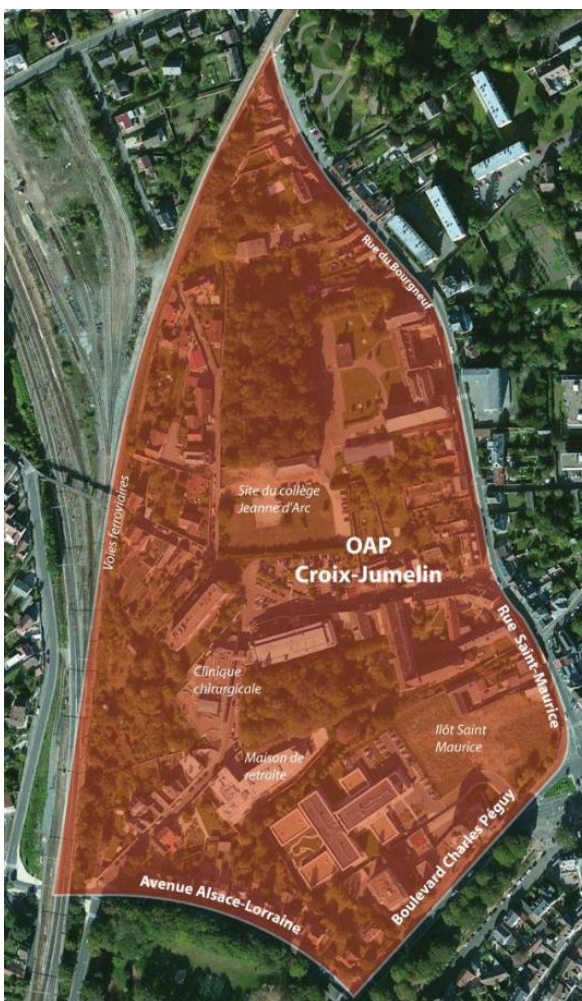 Rue du Bourgneuf
Voies ferroviaires
Site du collège
Jeanne d'Arc
OAP
Croix-Jumelin
Rue Saint-Maurice
Clinique
chirurgicale
Ilôt Saint
Maurice
Maison de
retraite
Boulevard Charles Péguy
Avenue Alsace-Lorraine